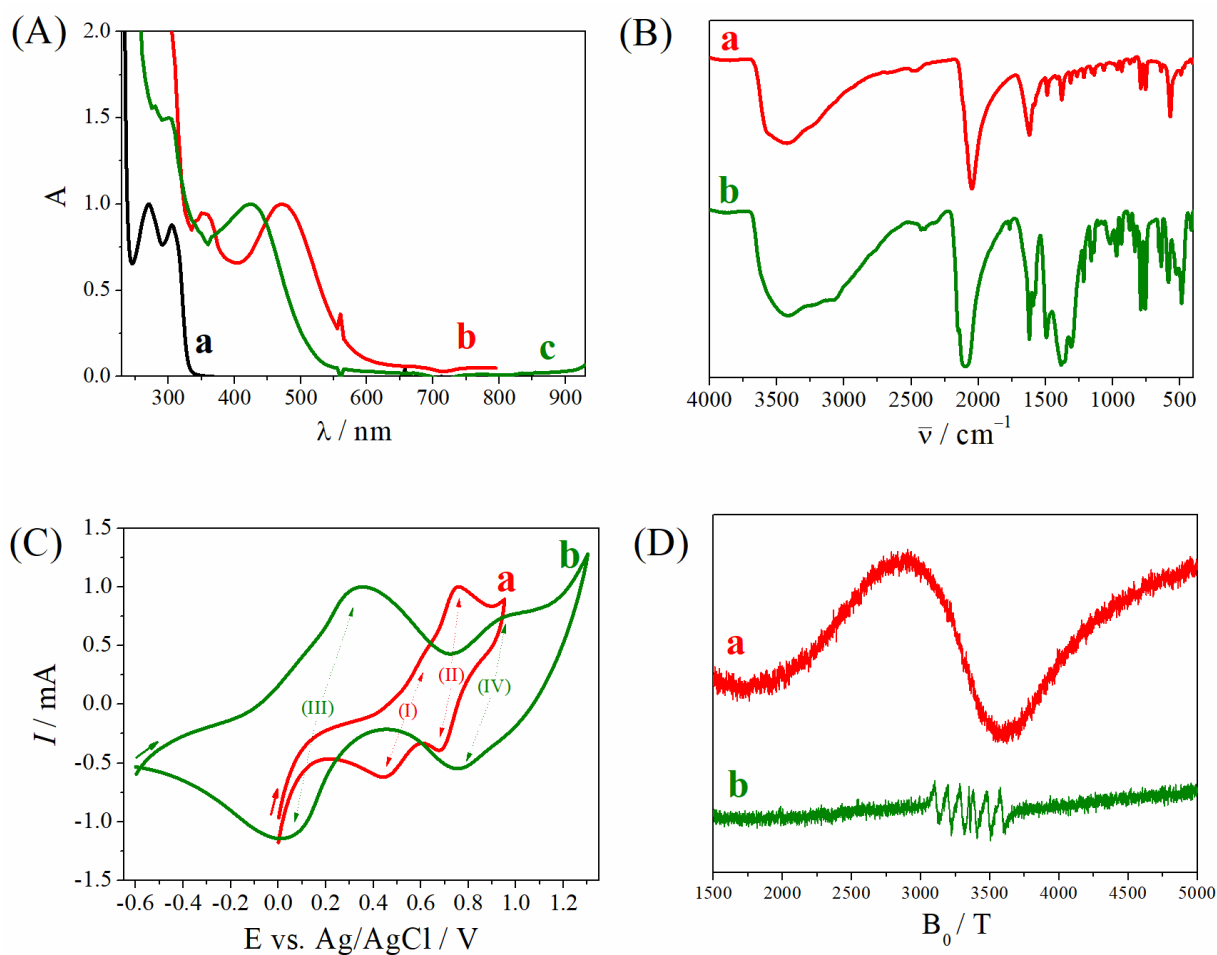 (A)
2.0
1.5
1.0
0.5
0.0
A
a
b
c
300 400 500 600 700 800 900
λ / nm
(B)
a
b
4000 3500 3000 2500 2000 1500 1000 500
ν̅ / cm⁻¹
(C)
1.5
1.0
0.5
0.0
-0.5
-1.0
-1.5
I / mA
b
a
(III)
(I)
(II)
(IV)
-0.6 -0.4 -0.2 0.0 0.2 0.4 0.6 0.8 1.0 1.2
E vs. Ag/AgCl / V
(D)
a
b
1500 2000 2500 3000 3500 4000 4500 5000
B₀ / T